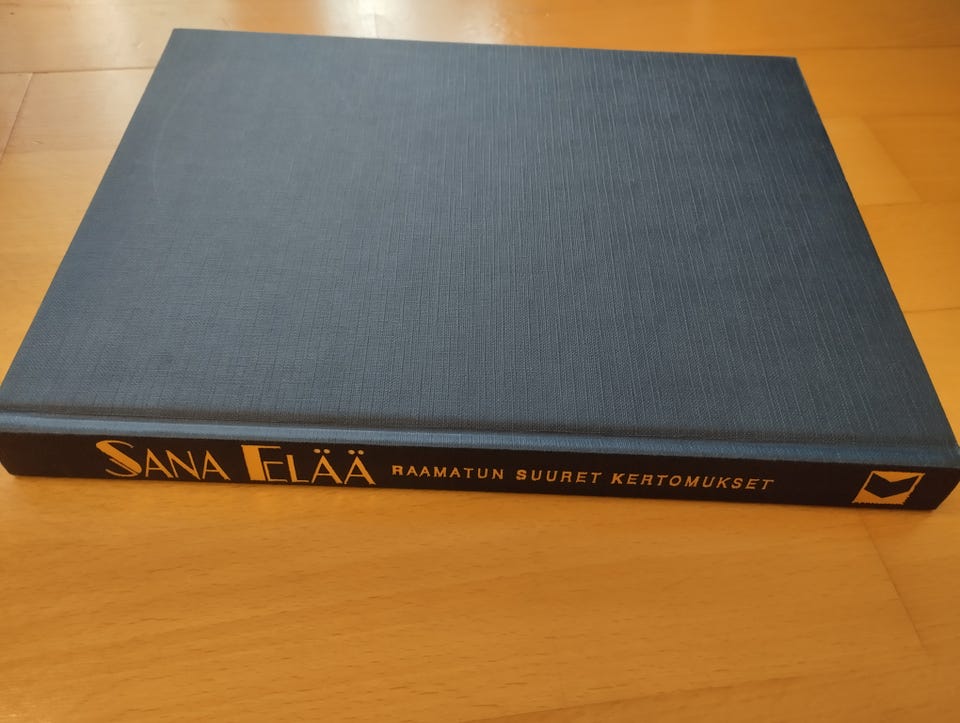 SANA ELÄÄ RAAMATUN SUURET KERTOMUKSET